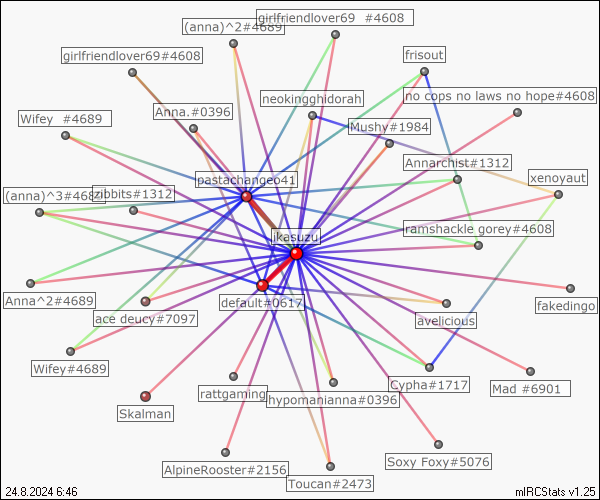 girlfriendlover69 #4608
(anna)^2#4689
girlfriendlover69#4608
frisout
no cops no laws no hope#4608
neokingghidorah
Anna.#0396
Wifey #4689
Mushy#1984
Annarchist#1312
pastachangeo41
xenoyaut
(anna)^3#4689
zibbits#1312
ramshackle gorey#4608
ikasuzu
Anna^2#4689
default#0617
fakedingo
ace deucy#7097
avelicious
Wifey#4689
Cypha#1717
Mad #6901
rattgaming
hypomanianna#0396
Skalman
Soxy Foxy#5076
AlpineRooster#2156
Toucan#2473
24.8.2024 6:46
mIRCStats v1.25